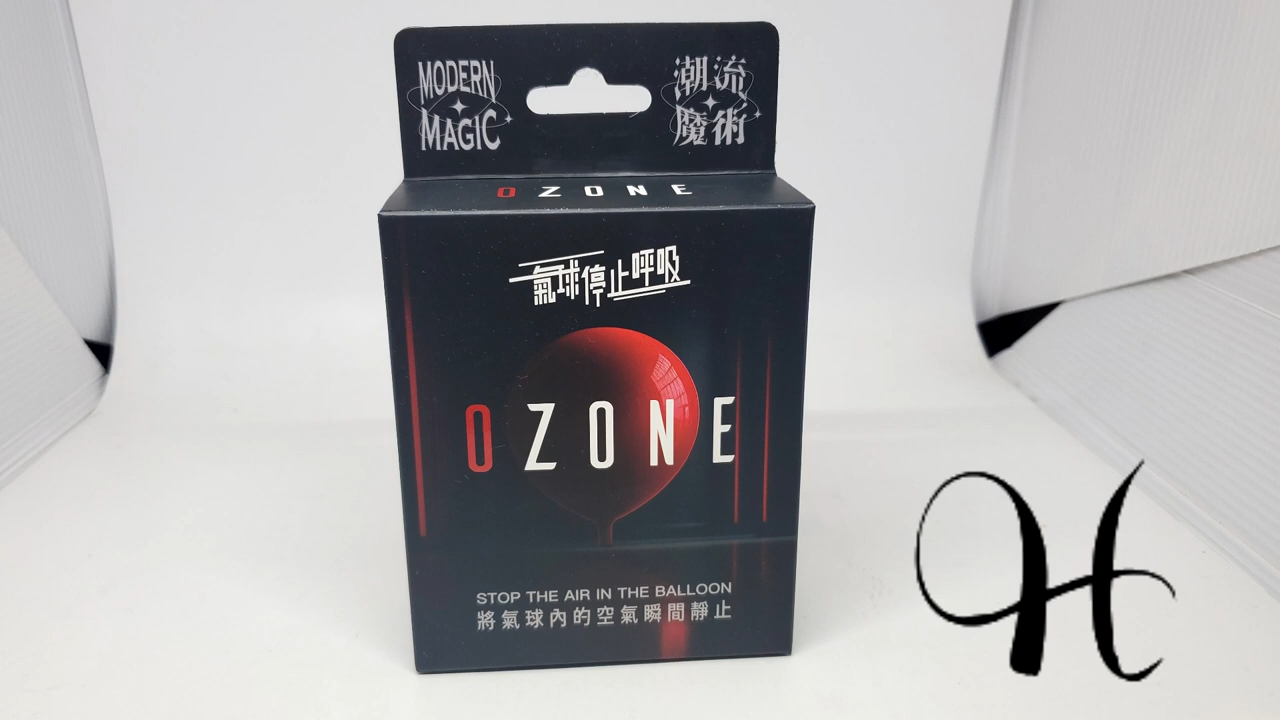 MODERN
MAGIC
潮流
魔術
OZONE
氣球停止呼吸
OZONE
STOP THE AIR IN THE BALLOON
將氣球內的空氣瞬間靜止
H